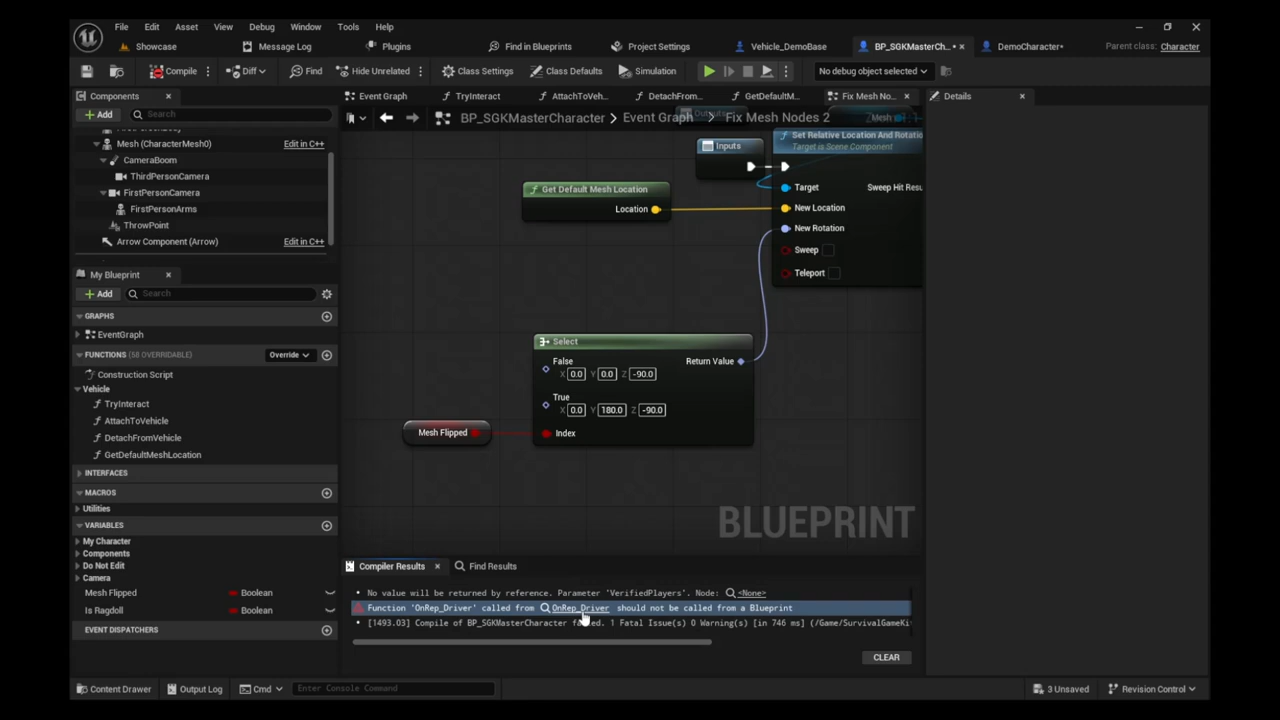 File Edit Asset View Debug Window Tools Help
Showcase Message Log Plugins Find in Blueprints Project Settings Vehicle_DemoBase BP_SGKMasterCh... • × DemoCharacter• Parent class: Character
Compile Diff Find Hide Unrelated Class Settings Class Defaults Simulation No debug object selected
Components × Event Graph TryInteract AttachToVeh... DetachFrom... GetDefaultM... Fix Mesh No... × Details ×
+ Add Search
BP_SGKMasterCharacter > Event Graph > Fix Mesh Nodes 2
Mesh (CharacterMesh0) Edit in C++
CameraBoom
ThirdPersonCamera
FirstPersonCamera
FirstPersonArms
ThrowPoint
Arrow Component (Arrow) Edit in C++
My Blueprint ×
+ Add Search
GRAPHS
EventGraph
FUNCTIONS (58 OVERRIDABLE) Override
Construction Script
Vehicle
TryInteract
AttachToVehicle
DetachFromVehicle
GetDefaultMeshLocation
INTERFACES
MACROS
Utilities
VARIABLES
My Character
Components
Do Not Edit
Camera
Mesh Flipped Boolean
Is Ragdoll Boolean
EVENT DISPATCHERS
Outputs Mesh
Inputs
Set Relative Location And Rotatio
Target is Scene Component
Target Sweep Hit Resu
New Location
New Rotation
Sweep
Teleport
Get Default Mesh Location
Location
Select
False Return Value
X 0.0 Y 0.0 Z -90.0
True
X 0.0 Y 180.0 Z -90.0
Index
Mesh Flipped
BLUEPRINT
Compiler Results × Find Results
• No value will be returned by reference. Parameter 'VerifiedPlayers'. Node: <None>
Function 'OnRep_Driver' called from OnRep_Driver should not be called from a Blueprint
• [1493.03] Compile of BP_SGKMasterCharacter failed. 1 Fatal Issue(s) 0 Warning(s) [in 746 ms] (/Game/SurvivalGameKi
CLEAR
Content Drawer Output Log Cmd Enter Console Command 3 Unsaved Revision Control